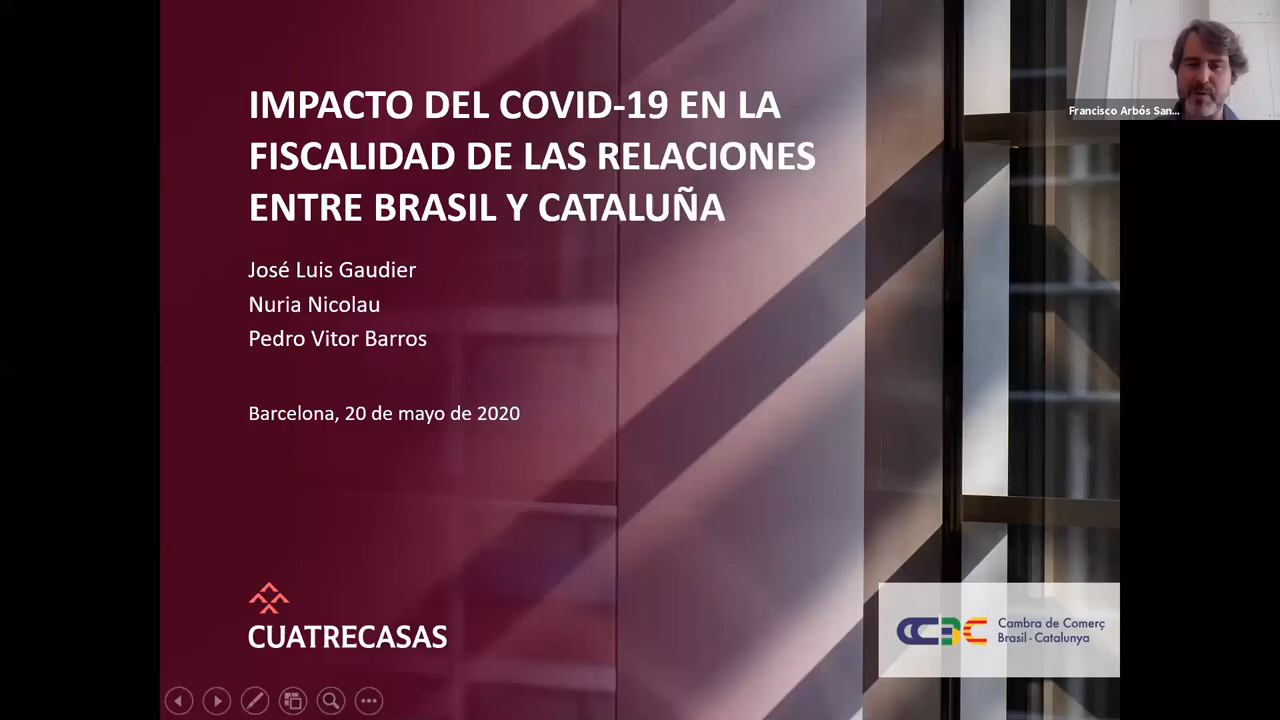 IMPACTO DEL COVID-19 EN LA
FISCALIDAD DE LAS RELACIONES
ENTRE BRASIL Y CATALUÑA
José Luis Gaudier
Nuria Nicolau
Pedro Vitor Barros
Barcelona, 20 de mayo de 2020
CUATRECASAS
CCBC
Cambra de Comerç
Brasil - Catalunya
Francisco Arbós San...